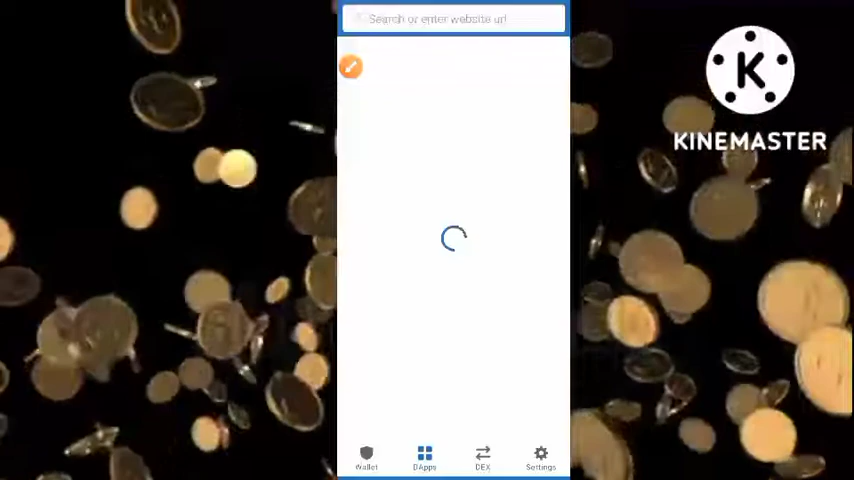 Search or enter website url
K
KINEMASTER
Wallet
DApps
DEX
Settings